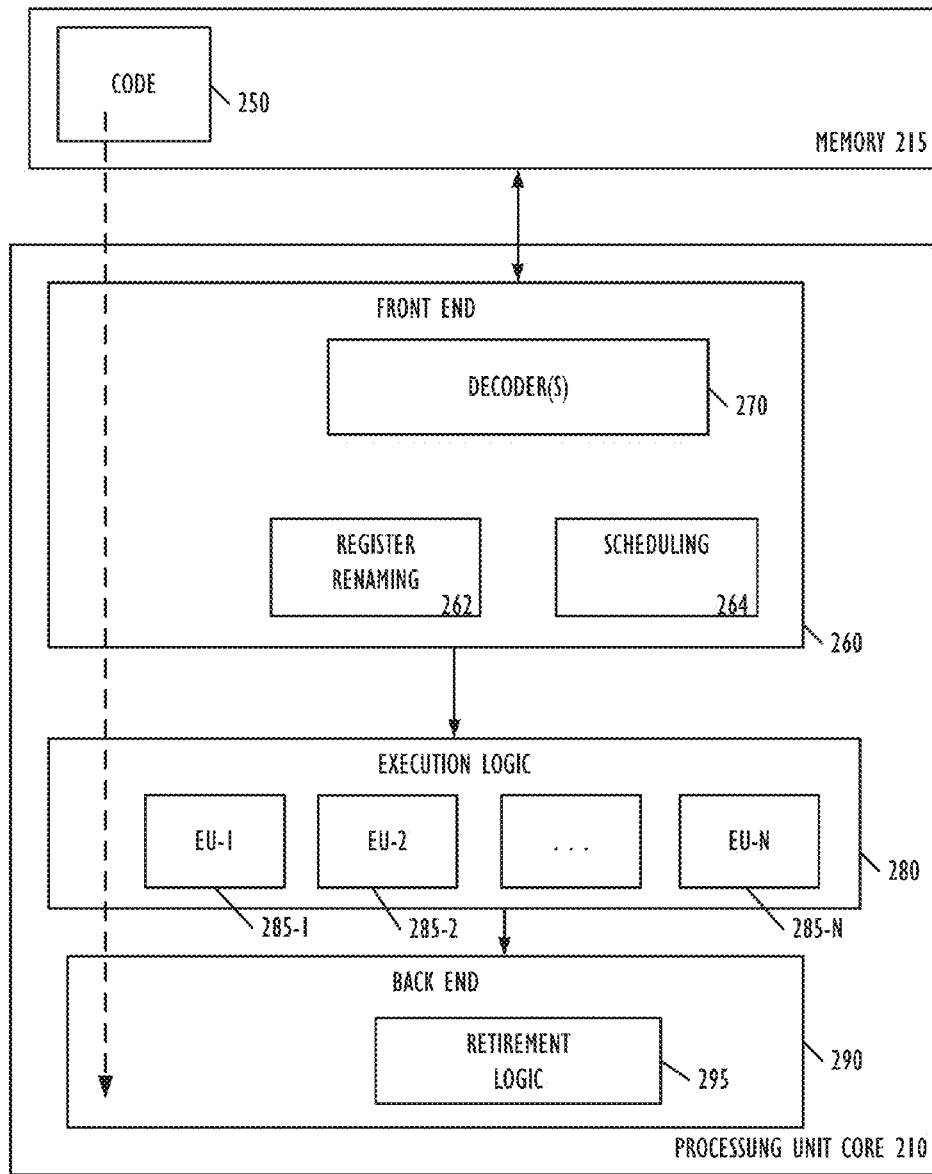 CODE
250
MEMORY 215
FRONT END
DECODER(S)
270
REGISTER
RENAMING
262
SCHEDULING
264
260
EXECUTION LOGIC
EU-1
EU-2
. . .
EU-N
280
285-1
285-2
285-N
BACK END
RETIREMENT
LOGIC
295
290
PROCESSUNG UNIT CORE 210